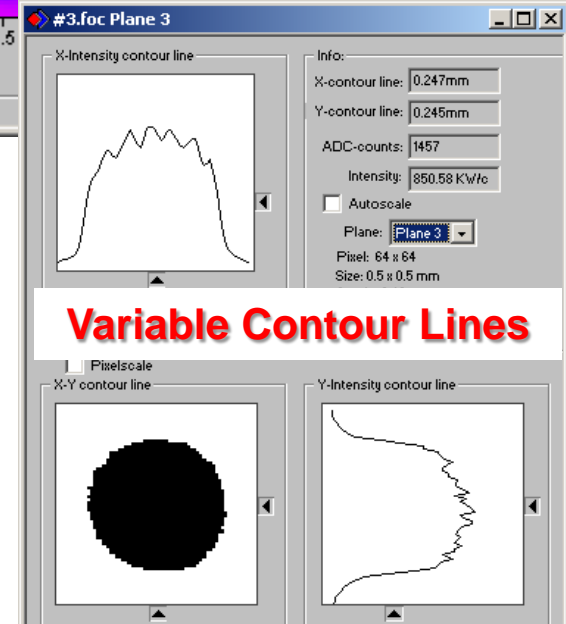 .5
#3.foc Plane 3
X-Intensity contour line
Info:
X-contour line: 0.247mm
Y-contour line: 0.245mm
ADC-counts: 1457
Intensity: 850.58 KW/c
Autoscale
Plane: Plane 3
Pixel: 64 x 64
Size: 0.5 x 0.5 mm
Variable Contour Lines
Pixelscale
X-Y contour line
Y-Intensity contour line